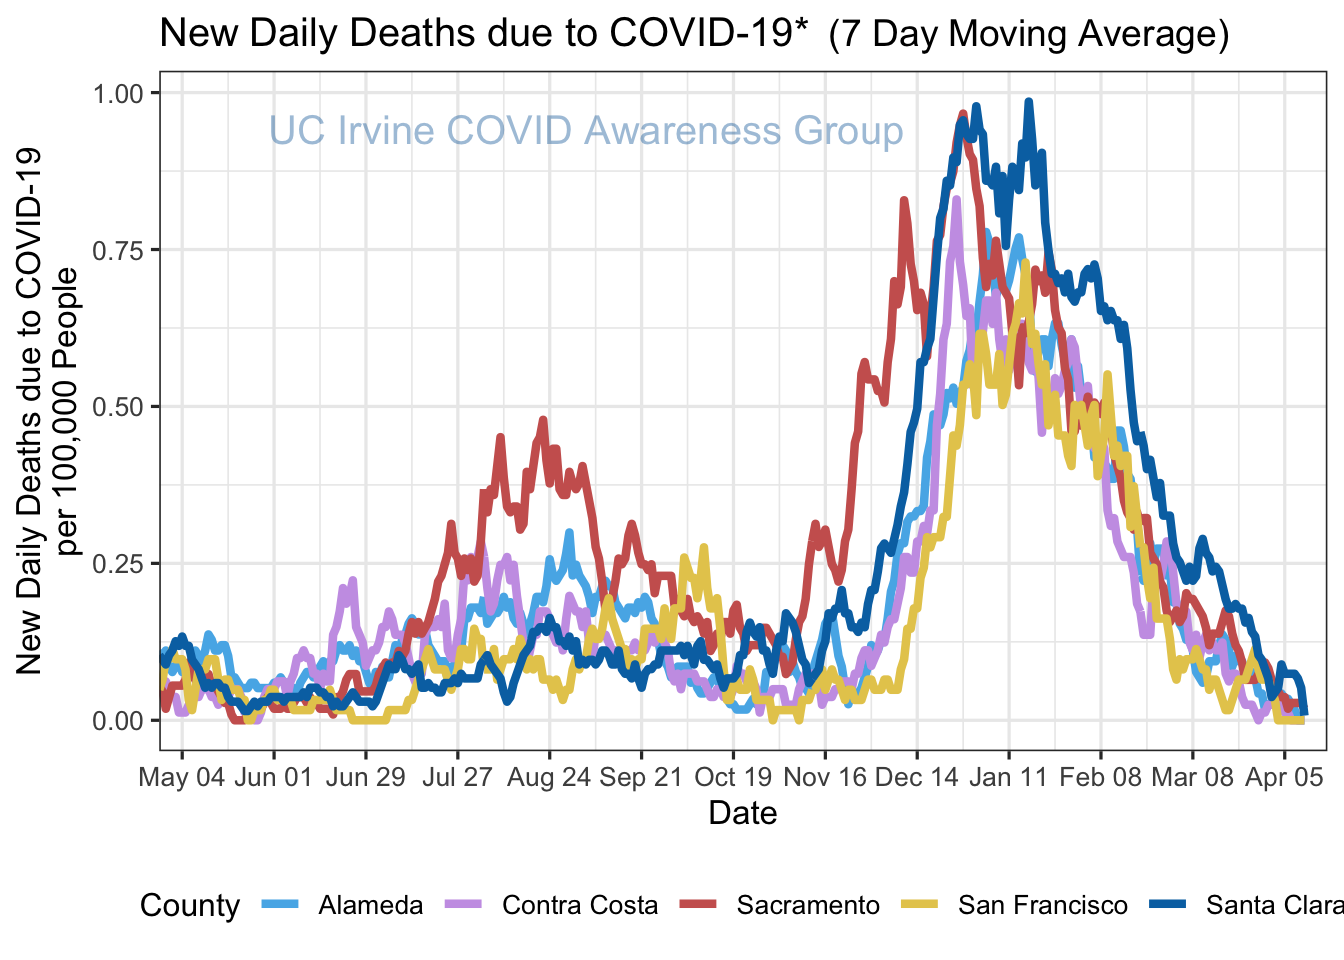 New Daily Deaths due to COVID-19* (7 Day Moving Average)
UC Irvine COVID Awareness Group
New Daily Deaths due to COVID-19
per 100,000 People
1.00
0.75
0.50
0.25
0.00
May 04 Jun 01 Jun 29 Jul 27 Aug 24 Sep 21 Oct 19 Nov 16 Dec 14 Jan 11 Feb 08 Mar 08 Apr 05
Date
County Alameda Contra Costa Sacramento San Francisco Santa Clara